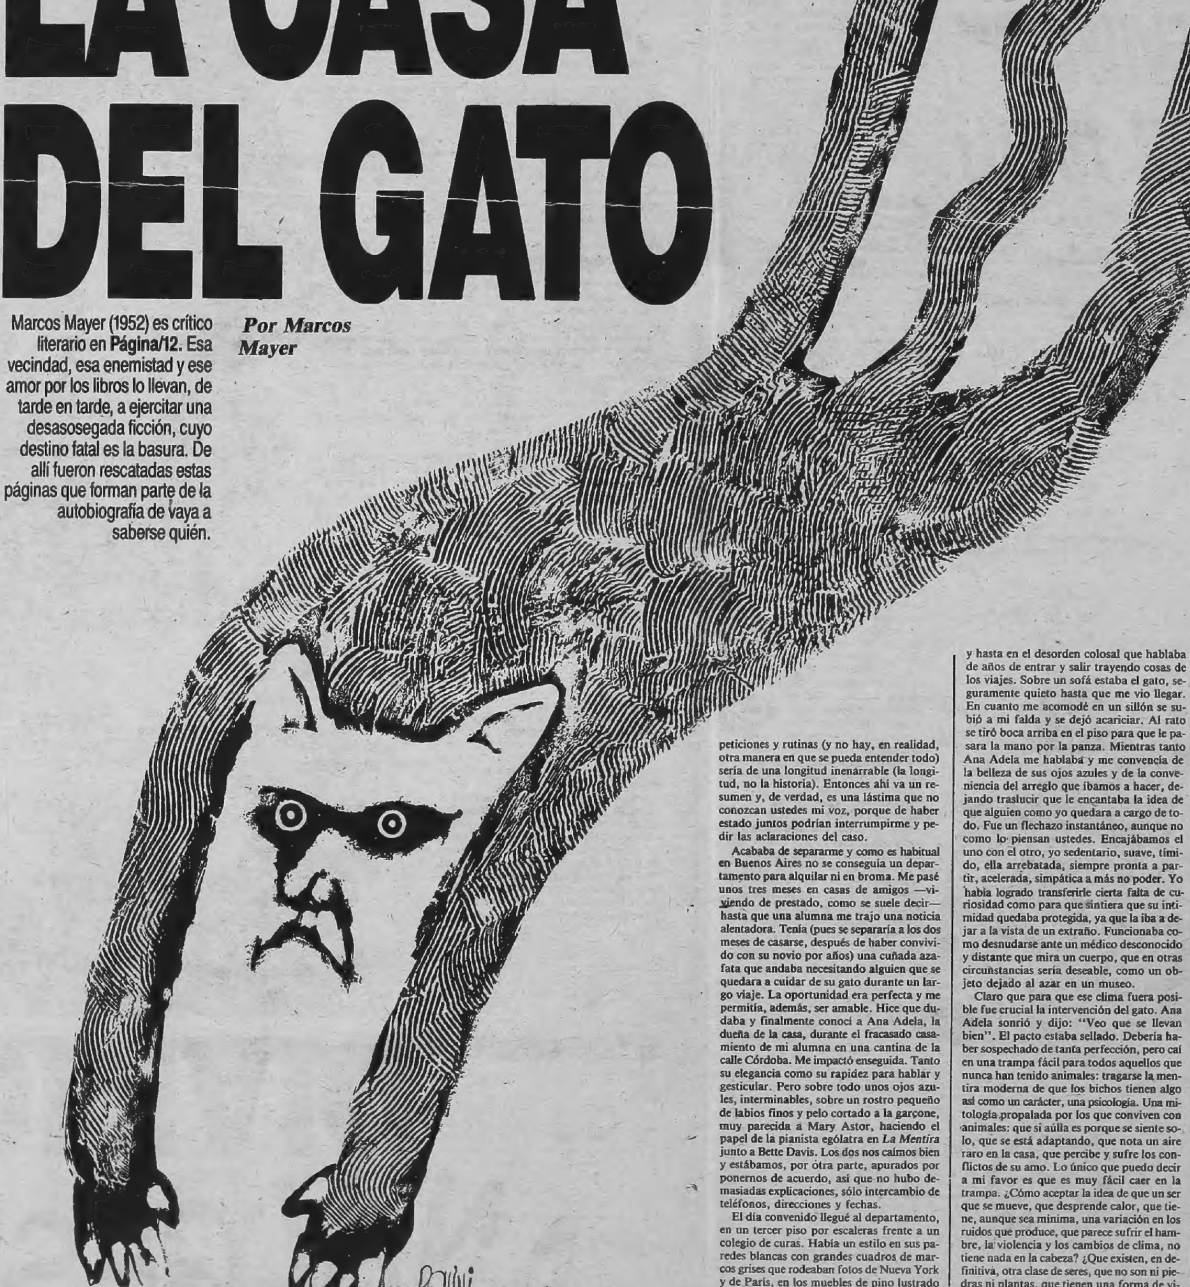 LA CASA
DEL GATO
Marcos Mayer (1952) es crítico
literario en Página/12. Esa
vecindad, esa enemistad y ese
amor por los libros lo llevan, de
tarde en tarde, a ejercitar una
desasosegada ficción, cuyo
destino fatal es la basura. De
allí fueron rescatadas estas
páginas que forman parte de la
autobiografía de vaya a
saberse quién.
Por Marcos
Mayer
peticiones y rutinas (y no hay, en realidad,
otra manera en que se pueda entender todo)
sería de una longitud inenarrable (la longi-
tud, no la historia). Entonces ahí va un re-
sumen y, de verdad, es una lástima que no
conozcan ustedes mi voz, porque de haber
estado juntos podrían interrumpirme y pe-
dir las aclaraciones del caso.
Acababa de separarme y como es habitual
en Buenos Aires no se conseguía un depar-
tamento para alquilar ni en broma. Me pasé
unos tres meses en casas de amigos —vi-
viendo de prestado, como se suele decir—
hasta que una alumna me trajo una noticia
alentadora. Tenía (pues se separaría a los dos
meses de casarse, después de haber convivi-
do con su novio por años) una cuñada aza-
fata que andaba necesitando alguien que se
quedara a cuidar de su gato durante un lar-
go viaje. La oportunidad era perfecta y me
permitía, además, ser amable. Hice que du-
daba y finalmente conocí a Ana Adela, la
dueña de la casa, durante el fracasado casa-
miento de mi alumna en una cantina de la
calle Córdoba. Me impactó enseguida. Tanto
su elegancia como su rapidez para hablar y
gesticular. Pero sobre todo unos ojos azu-
les, interminables, sobre un rostro pequeño
de labios finos y pelo cortado a la garçone,
muy parecida a Mary Astor, haciendo el
papel de la pianista ególatra en La Mentira
junto a Bette Davis. Los dos nos caímos bien
y estábamos, por otra parte, apurados por
ponernos de acuerdo, así que no hubo de-
masiadas explicaciones, sólo intercambio de
teléfonos, direcciones y fechas.
El día convenido llegué al departamento,
en un tercer piso por escaleras frente a un
colegio de curas. Había un estilo en sus pa-
redes blancas con grandes cuadros de mar-
cos grises que rodeaban fotos de Nueva York
y de París, en los muebles de pino lustrado
y hasta en el desorden colosal que hablaba
de años de entrar y salir trayendo cosas de
los viajes. Sobre un sofá estaba el gato, se-
guramente quieto hasta que me vio llegar.
En cuanto me acomodé en un sillón se su-
bió a mi falda y se dejó acariciar. Al rato
se tiró boca arriba en el piso para que le pa-
sara la mano por la panza. Mientras tanto
Ana Adela me hablaba y me convencía de
la belleza de sus ojos azules y de la conve-
niencia del arreglo que íbamos a hacer, de-
jando traslucir que le encantaba la idea de
que alguien como yo quedara a cargo de to-
do. Fue un flechazo instantáneo, aunque no
como lo piensan ustedes. Encajábamos el
uno con el otro, yo sedentario, suave, tími-
do, ella arrebatada, siempre pronta a par-
tir, acelerada, simpática a más no poder. Yo
había logrado transferirle cierta falta de cu-
riosidad como para que sintiera que su inti-
midad quedaba protegida, ya que la iba a de-
jar a la vista de un extraño. Funcionaba co-
mo desnudarse ante un médico desconocido
y distante que mira un cuerpo, que en otras
circunstancias sería deseable, como un ob-
jeto dejado al azar en un museo.
Claro que para que ese clima fuera posi-
ble fue crucial la intervención del gato. Ana
Adela sonrió y dijo: "Veo que se llevan
bien". El pacto estaba sellado. Debería ha-
ber sospechado de tanta perfección, pero caí
en una trampa fácil para todos aquellos que
nunca han tenido animales: tragarse la men-
tira moderna de que los bichos tienen algo
así como un carácter, una psicología. Una mi-
tología propalada por los que conviven con
animales: que si aúlla es porque se siente so-
lo, que se está adaptando, que nota un aire
raro en la casa, que percibe y sufre los con-
flictos de su amo. Lo único que puedo decir
a mi favor es que es muy fácil caer en la
trampa. ¿Cómo aceptar la idea de que un ser
que se mueve, que desprende calor, que tie-
ne, aunque sea mínima, una variación en los
ruidos que produce, que parece sufrir el ham-
bre, la violencia y los cambios de clima, no
tiene nada en la cabeza? ¿Que existen, en de-
finitiva, otra clase de seres, que no son ni pie-
dras ni plantas, que tienen una forma de vi-